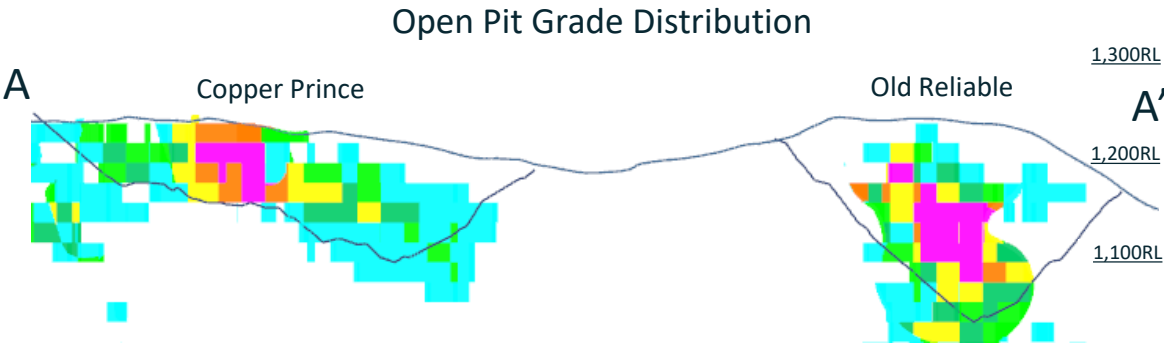 Open Pit Grade Distribution
1,300RL
A
Copper Prince
Old Reliable
A’
1,200RL
1,100RL